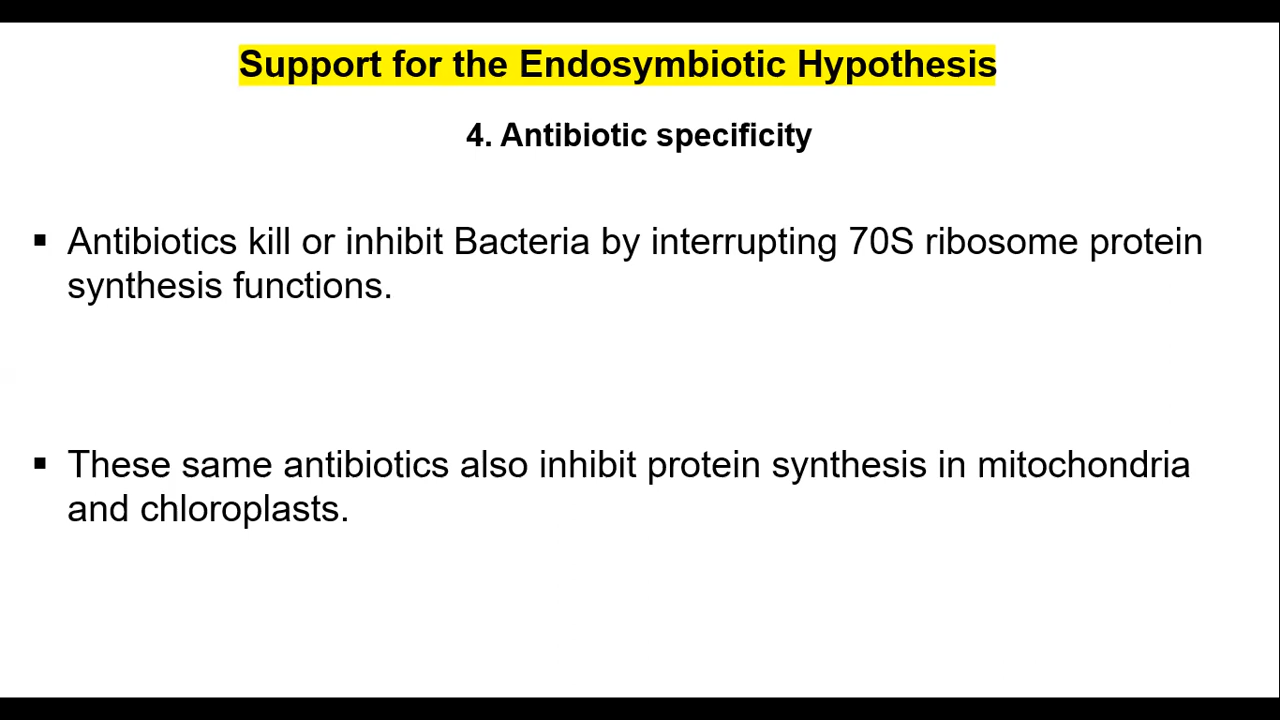 Support for the Endosymbiotic Hypothesis
4. Antibiotic specificity
▪ Antibiotics kill or inhibit Bacteria by interrupting 70S ribosome protein
synthesis functions.
▪ These same antibiotics also inhibit protein synthesis in mitochondria
and chloroplasts.